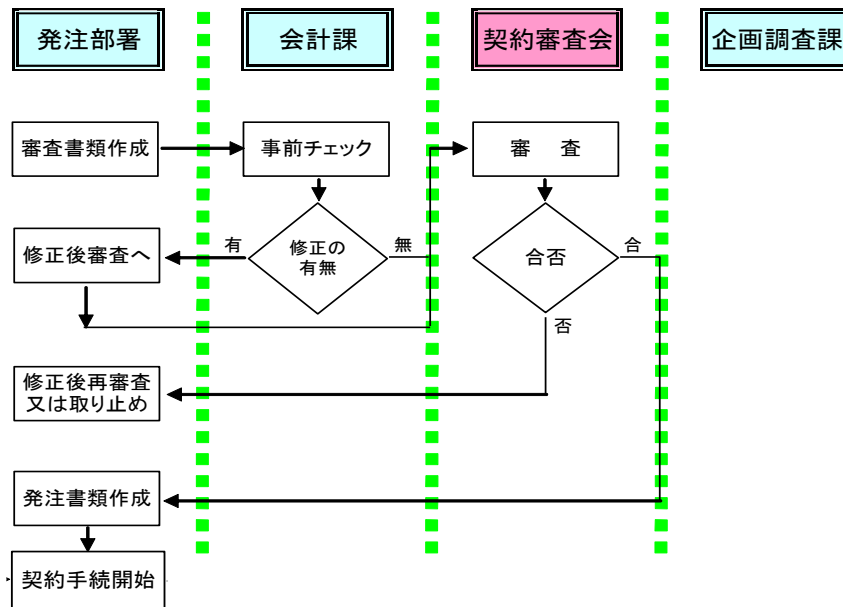 発注部署
会計課
契約審査会
企画調査課
審査書類作成
事前チェック
審　査
修正後審査へ
有
修正の
有無
無
合否
合
否
修正後再審査
又は取り止め
発注書類作成
契約手続開始